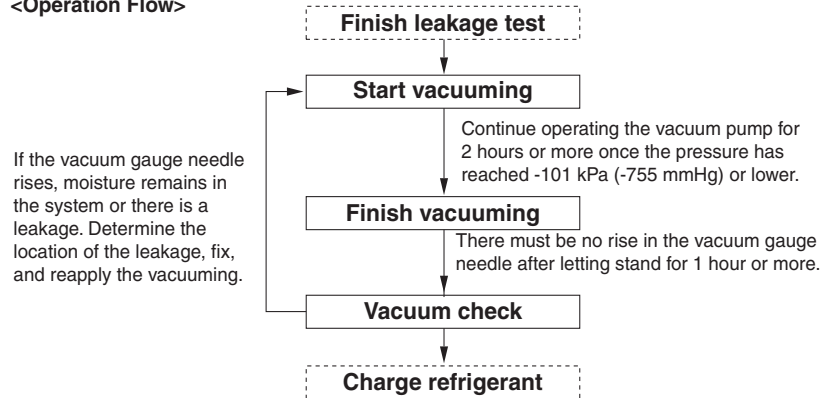 <Operation Flow>
Finish leakage test
Start vacuuming
Continue operating the vacuum pump for
2 hours or more once the pressure has
reached -101 kPa (-755 mmHg) or lower.
If the vacuum gauge needle
rises, moisture remains in
the system or there is a
leakage. Determine the
location of the leakage, fix,
and reapply the vacuuming.
Finish vacuuming
There must be no rise in the vacuum gauge
needle after letting stand for 1 hour or more.
Vacuum check
Charge refrigerant